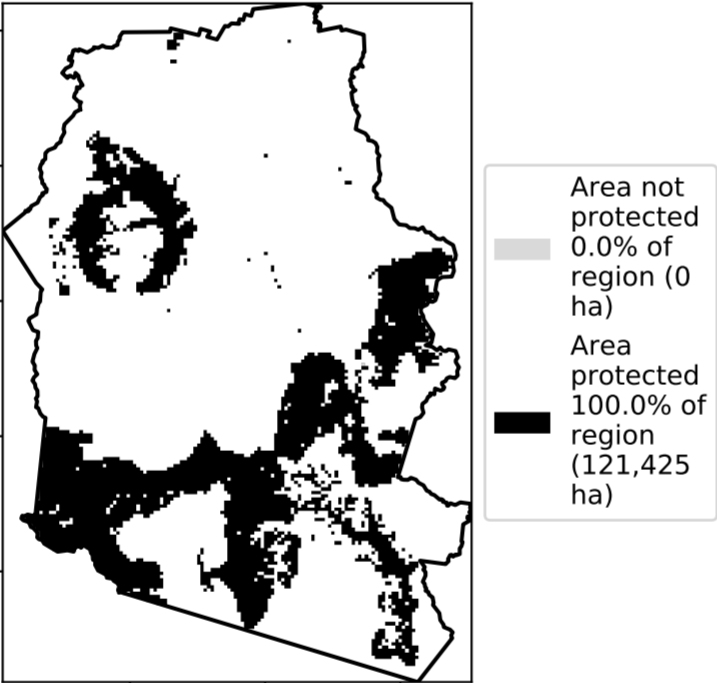 Area not
protected
0.0% of
region (0
ha)
Area
protected
100.0% of
region
(121,425
ha)